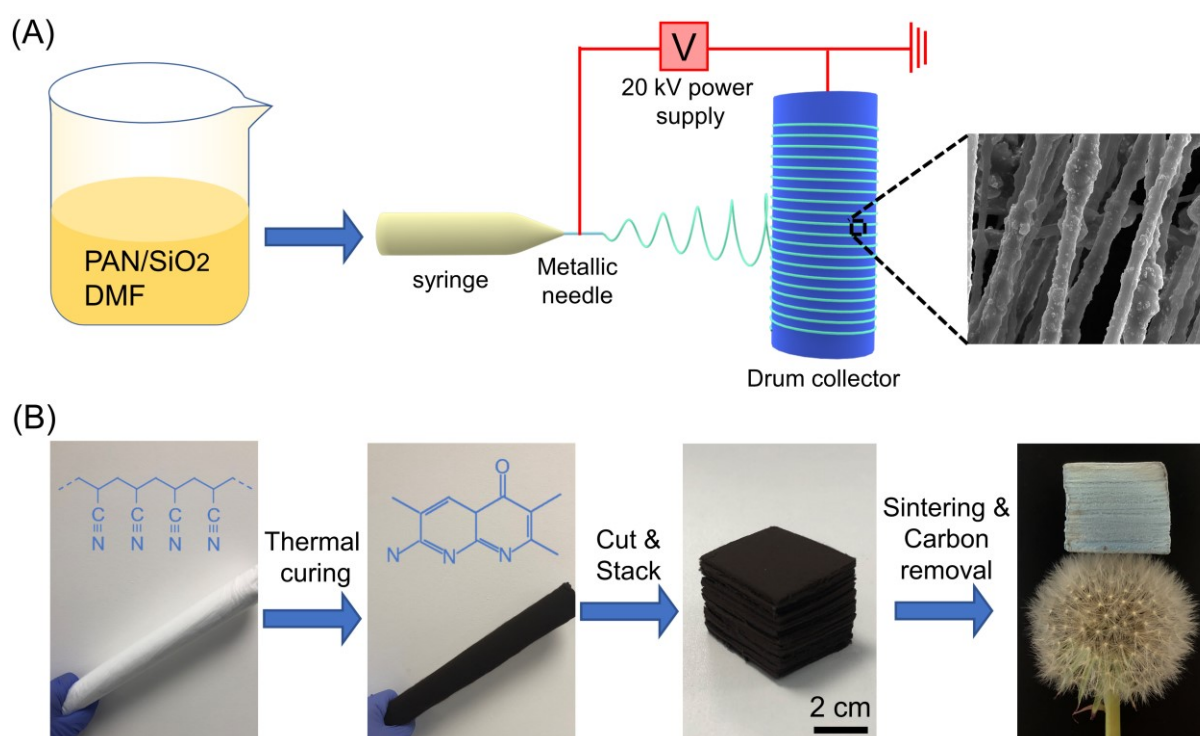 (A)
V
20 kV power
supply
PAN/SiO2
DMF
syringe
Metallic
needle
Drum collector
(B)
C C C C
N N N N
Thermal
curing
O
N N N
Cut &
Stack
2 cm
Sintering &
Carbon
removal